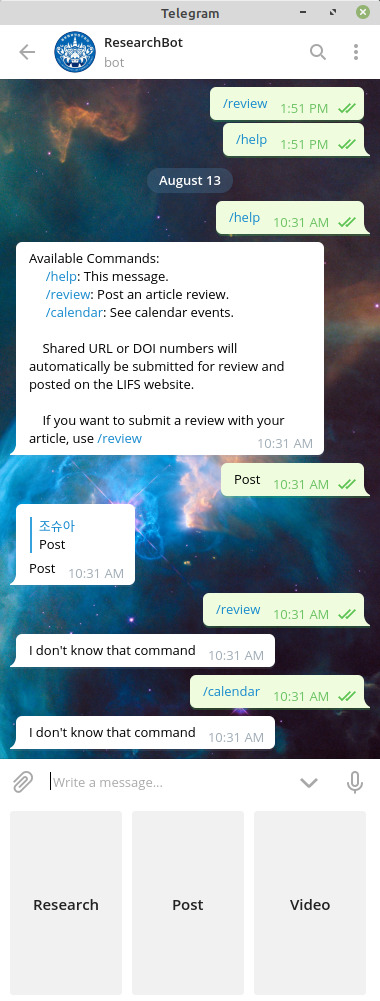 Telegram
ResearchBot
bot
/review 1:51 PM
/help 1:51 PM
August 13
/help 10:31 AM
Available Commands:
/help: This message.
/review: Post an article review.
/calendar: See calendar events.
Shared URL or DOI numbers will
automatically be submitted for review and
posted on the LIFS website.
If you want to submit a review with your
article, use /review 10:31 AM
Post 10:31 AM
조슈아
Post
Post 10:31 AM
/review 10:31 AM
I don't know that command 10:31 AM
/calendar 10:31 AM
I don't know that command 10:31 AM
Write a message...
Research Post Video